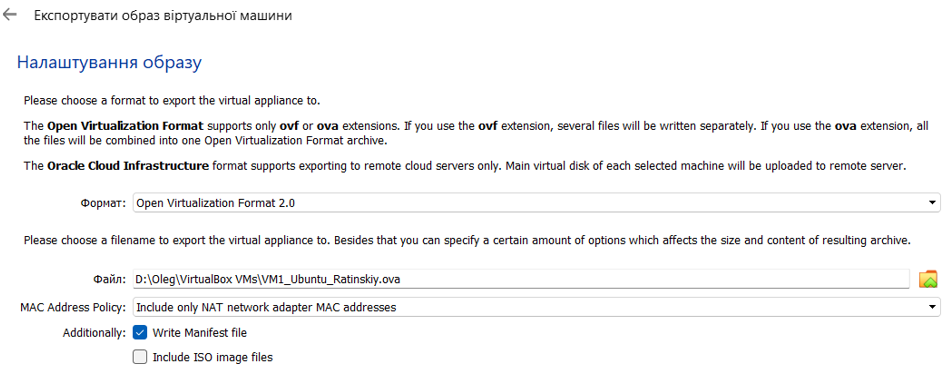 Експортувати образ віртуальної машини
Налаштування образу
Please choose a format to export the virtual appliance to.
The Open Virtualization Format supports only ovf or ova extensions. If you use the ovf extension, several files will be written separately. If you use the ova extension, all
the files will be combined into one Open Virtualization Format archive.
The Oracle Cloud Infrastructure format supports exporting to remote cloud servers only. Main virtual disk of each selected machine will be uploaded to remote server.
Формат: Open Virtualization Format 2.0
Please choose a filename to export the virtual appliance to. Besides that you can specify a certain amount of options which affects the size and content of resulting archive.
Файл: D:\Oleg\VirtualBox VMs\VM1_Ubuntu_Ratinskiy.ova
MAC Address Policy: Include only NAT network adapter MAC addresses
Additionally: Write Manifest file
Include ISO image files